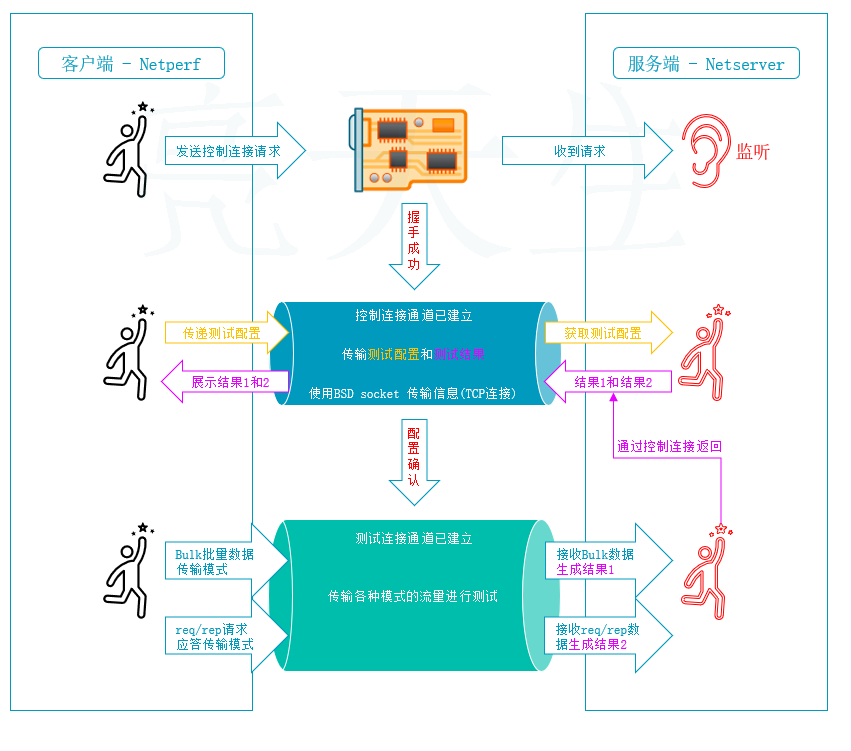 客户端 - Netperf
服务端 - Netserver
亮天生
发送控制连接请求
收到请求
监听
握
手
成
功
控制连接通道已建立
传递测试配置
获取测试配置
传输测试配置和测试结果
展示结果1和2
结果1和结果2
使用BSD socket 传输信息(TCP连接)
配
置
确
认
通过控制连接返回
测试连接通道已建立
Bulk批量数据
传输模式
接收Bulk数据
生成结果1
传输各种模式的流量进行测试
req/rep请求
应答传输模式
接收req/rep数
据生成结果2